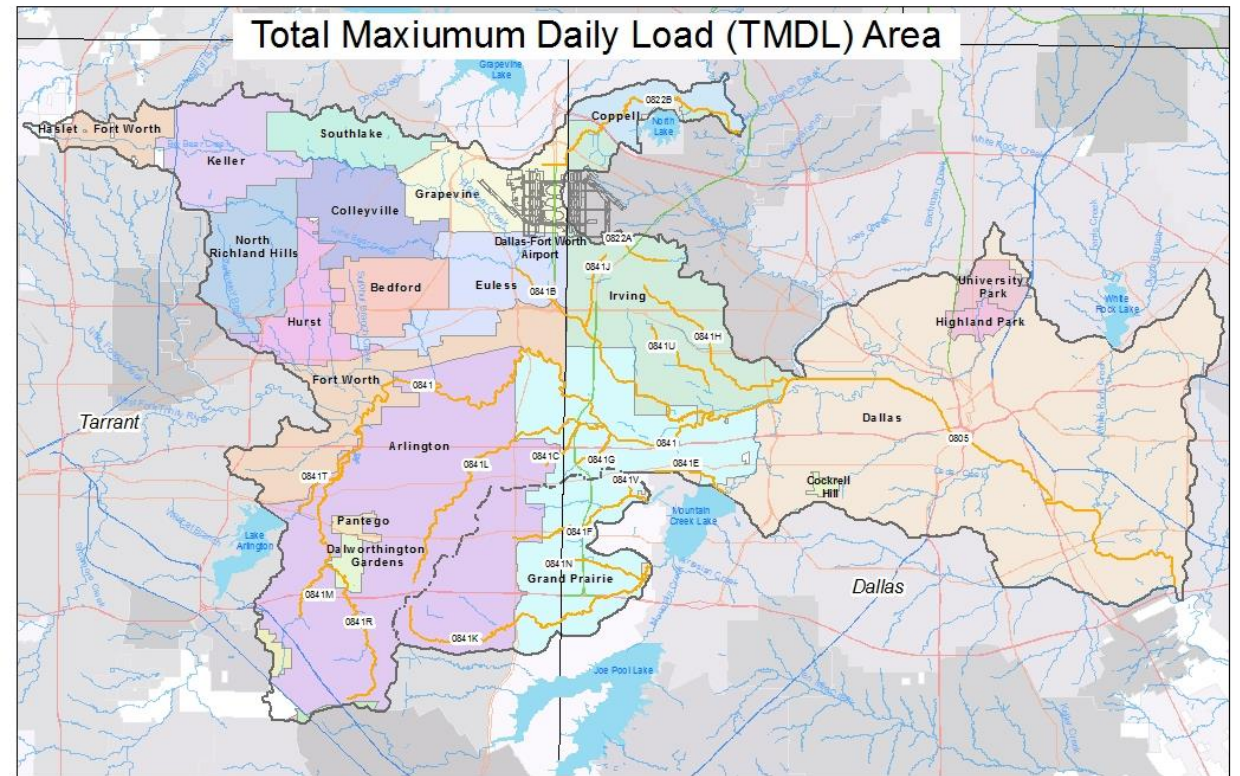 Total Maxiumum Daily Load (TMDL) Area
Grapevine
Lake
0822B
Coppell
North
Lake
Haslet
Fort Worth
Southlake
Keller
White Rock Creek
Grapevine
Colleyville
North
Richland Hills
Dallas-Fort Worth
Airport
0822A
0841J
Euless
0841B
Bedford
Irving
Hurst
University
Park
Highland Park
White
Rock Lake
0841H
0841U
Fort Worth
0841
Tarrant
Arlington
Dallas
0805
0841
0841T
0841L
0841C
0841G
0841E
0841V
Cockrell
Hill
Mountain
Creek Lake
Pantego
Lake
Arlington
Dalworthington
Gardens
0841F
0841N
Grand Prairie
Dallas
0841M
0841R
0841K
Joe Pool Lake